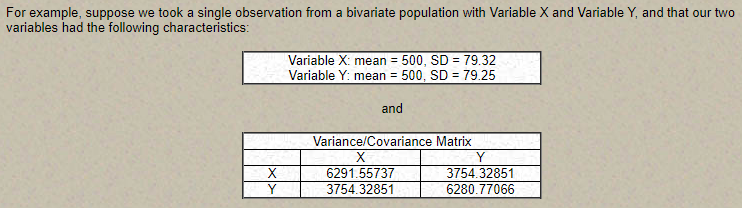 For example, suppose we took a single observation from a bivariate population with Variable X and Variable Y, and that our two
variables had the following characteristics:
Variable X: mean = 500, SD = 79.32
Variable Y: mean = 500, SD = 79.25
and
Variance/Covariance Matrix
X Y
X 6291.55737 3754.32851
Y 3754.32851 6280.77066